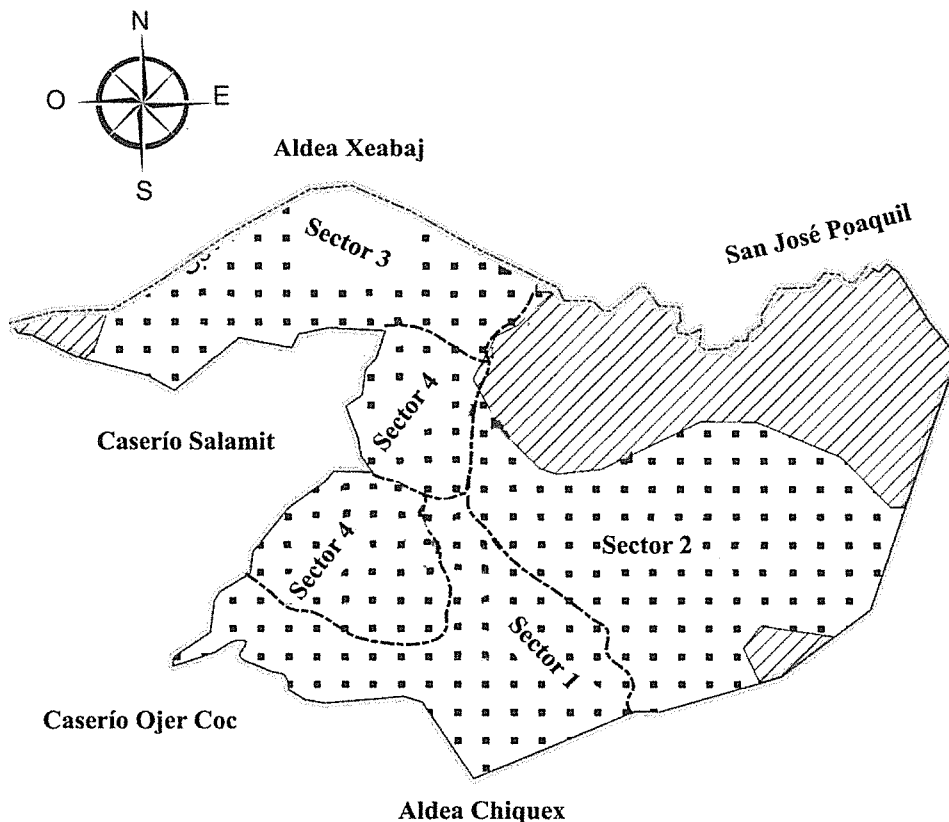 N
O
E
S
Aldea Xeabaj
San José Poaquil
Sector 3
Sector 4
Caserío Salamit
Sector 4
Sector 2
Sector 1
Caserío Ojer Coc
Aldea Chiquex